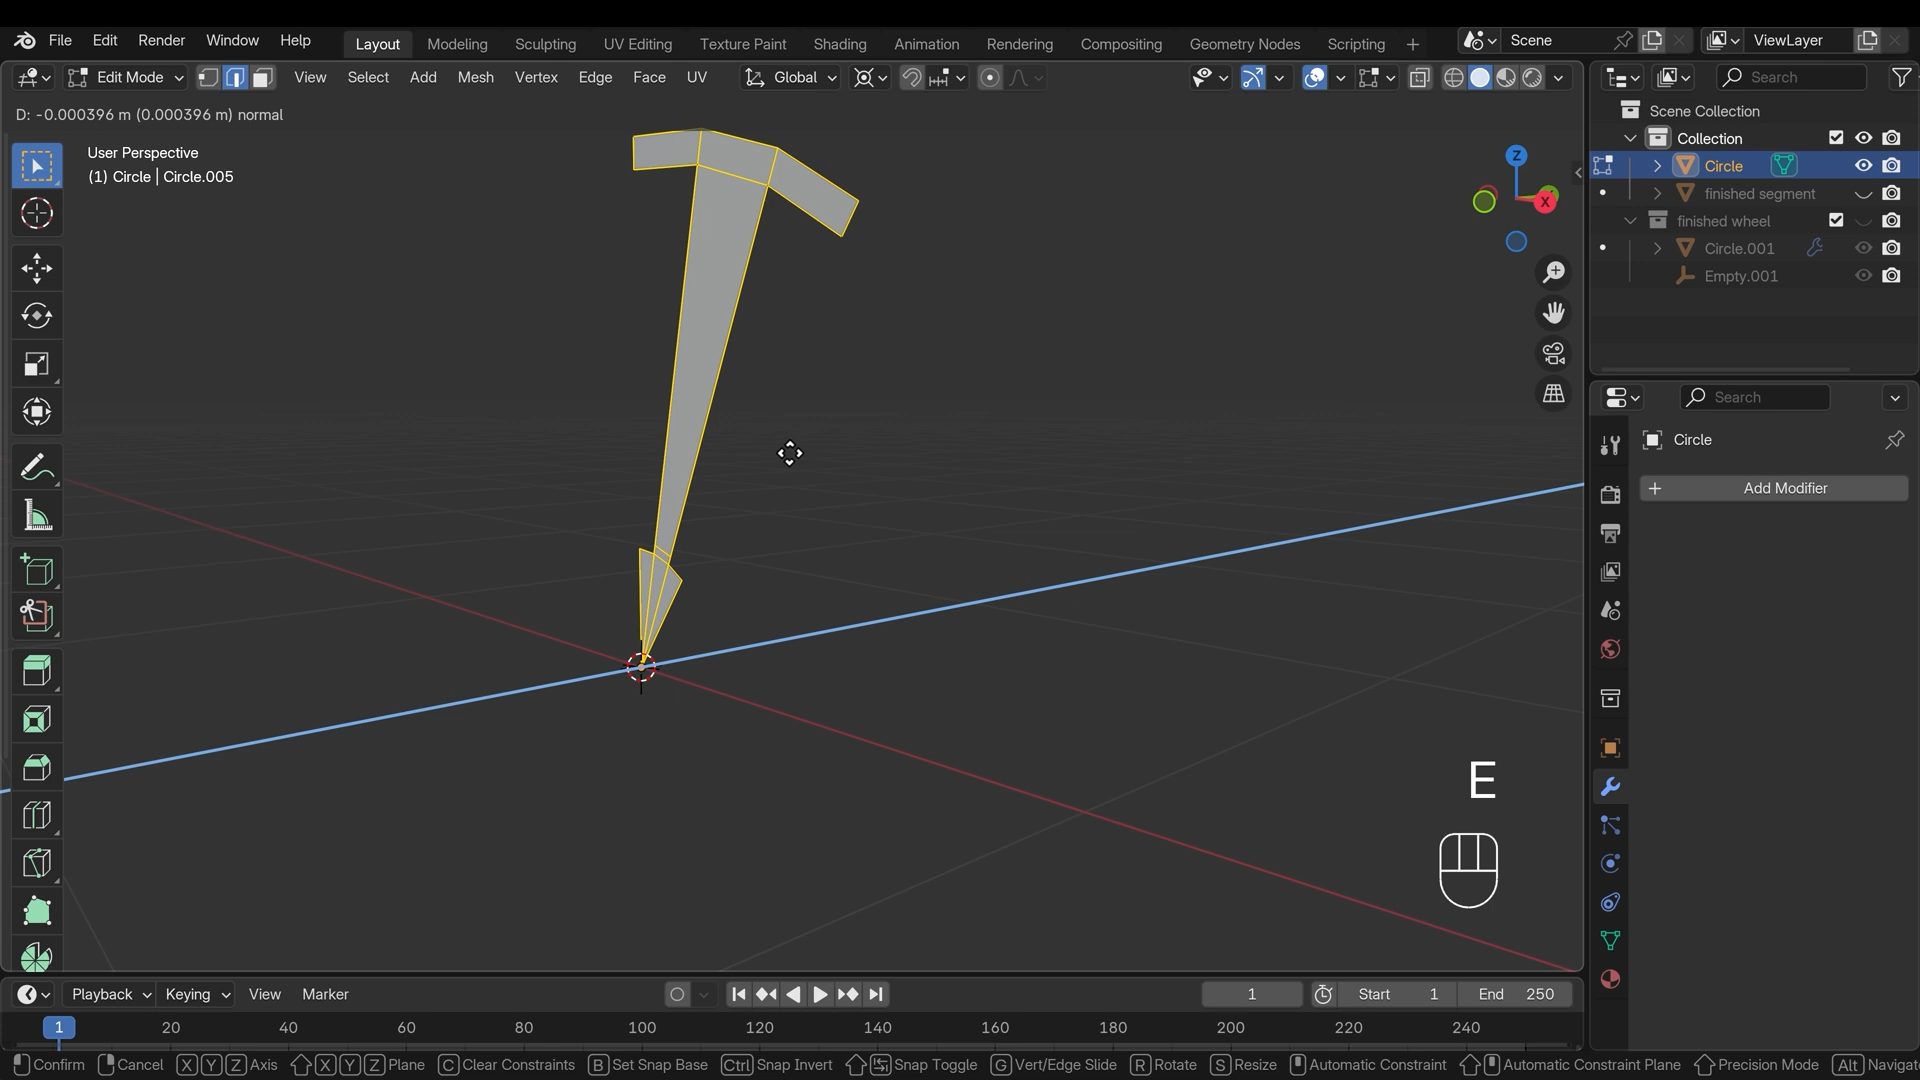 File Edit Render Window Help Layout Modeling Sculpting UV Editing Texture Paint Shading Animation Rendering Compositing Geometry Nodes Scripting + Scene ViewLayer
Edit Mode View Select Add Mesh Vertex Edge Face UV Global Search
D: -0.000396 m (0.000396 m) normal
User Perspective
(1) Circle | Circle.005
Z
X
Scene Collection
Collection
Circle
finished segment
finished wheel
Circle.001
Empty.001
Search
Circle
+ Add Modifier
E
Playback Keying View Marker 1 Start 1 End 250
1 20 40 60 80 100 120 140 160 180 200 220 240
Confirm Cancel X Y Z Axis X Y Z Plane C Clear Constraints B Set Snap Base Ctrl Snap Invert Snap Toggle G Vert/Edge Slide R Rotate S Resize Automatic Constraint Automatic Constraint Plane Precision Mode Alt Navigat